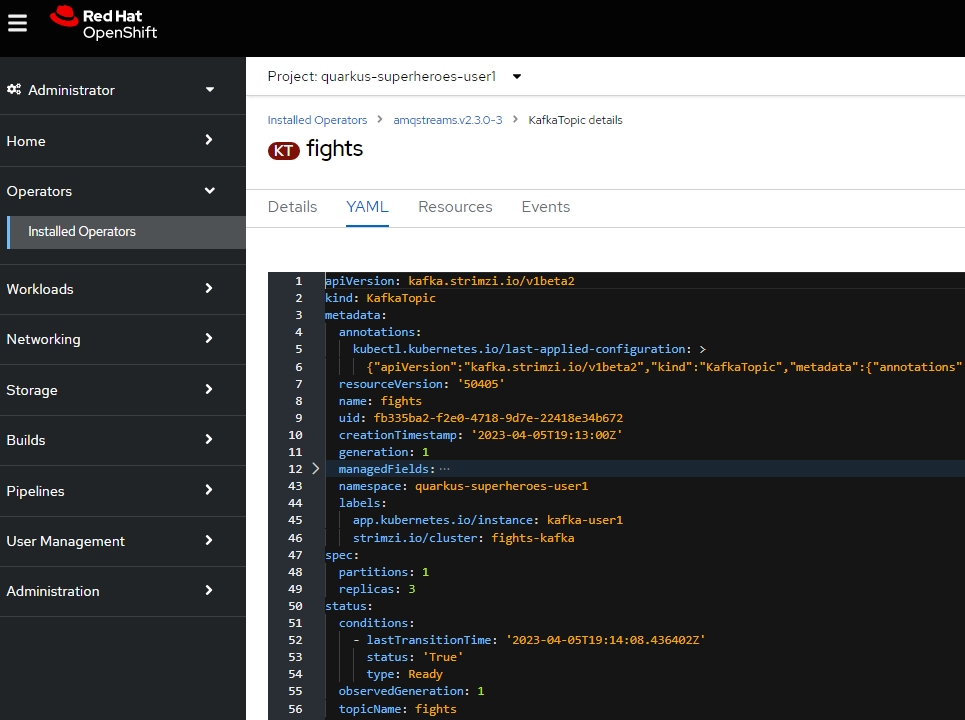 Red Hat
OpenShift
Administrator
Home
Operators
Installed Operators
Workloads
Networking
Storage
Builds
Pipelines
User Management
Administration
Project: quarkus-superheroes-user1
Installed Operators > amqstreams.v2.3.0-3 > KafkaTopic details
KT fights
Details YAML Resources Events
1 apiVersion: kafka.strimzi.io/v1beta2
2 kind: KafkaTopic
3 metadata:
4 annotations:
5 kubectl.kubernetes.io/last-applied-configuration: >
6 {"apiVersion":"kafka.strimzi.io/v1beta2","kind":"KafkaTopic","metadata":{"annotations"
7 resourceVersion: '50405'
8 name: fights
9 uid: fb335ba2-f2e0-4718-9d7e-22418e34b672
10 creationTimestamp: '2023-04-05T19:13:00Z'
11 generation: 1
12 managedFields: ...
43 namespace: quarkus-superheroes-user1
44 labels:
45 app.kubernetes.io/instance: kafka-user1
46 strimzi.io/cluster: fights-kafka
47 spec:
48 partitions: 1
49 replicas: 3
50 status:
51 conditions:
52 - lastTransitionTime: '2023-04-05T19:14:08.436402Z'
53 status: 'True'
54 type: Ready
55 observedGeneration: 1
56 topicName: fights